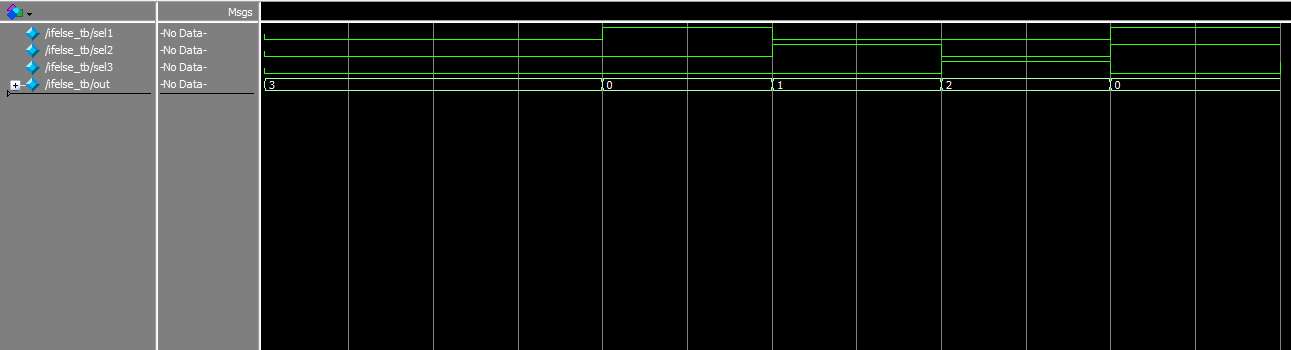 Msgs
/ifelse_tb/sel1 -No Data-
/ifelse_tb/sel2 -No Data-
/ifelse_tb/sel3 -No Data-
/ifelse_tb/out -No Data- 3 0 1 2 0